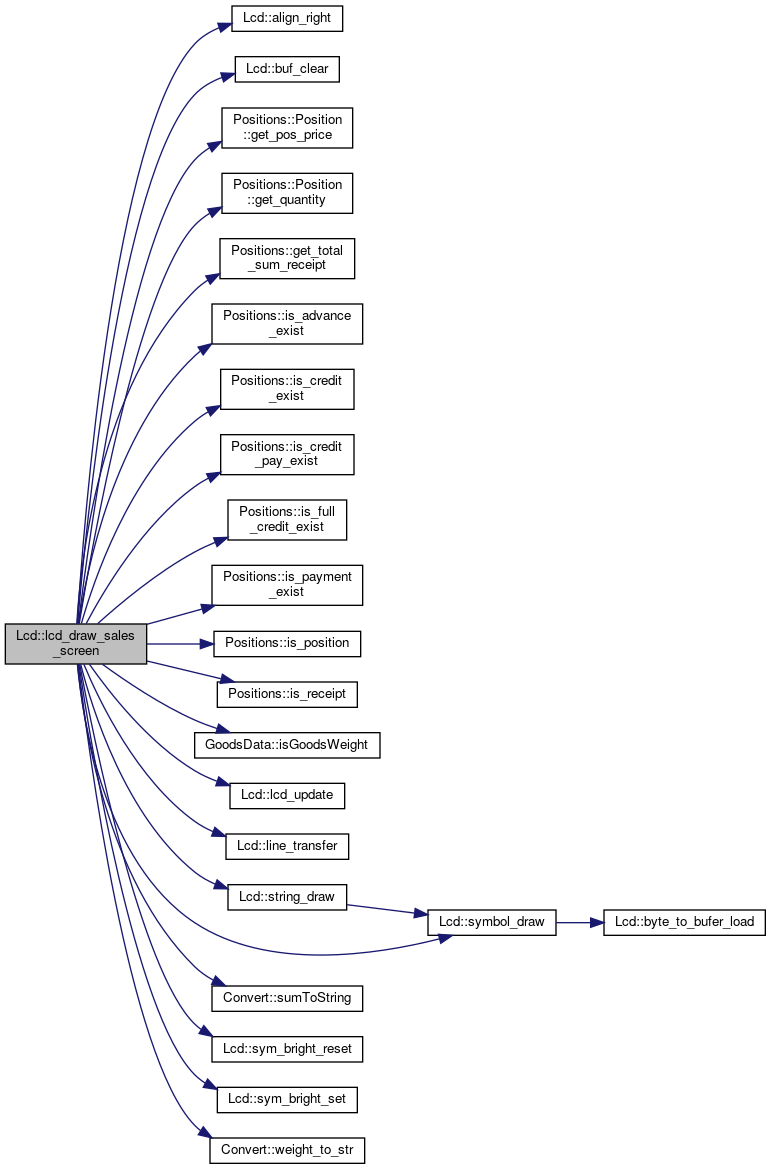 Lcd::align_right
Lcd::buf_clear
Positions::Position
::get_pos_price
Positions::Position
::get_quantity
Positions::get_total
_sum_receipt
Positions::is_advance
_exist
Positions::is_credit
_exist
Positions::is_credit
_pay_exist
Positions::is_full
_credit_exist
Positions::is_payment
_exist
Lcd::lcd_draw_sales
_screen
Positions::is_position
Positions::is_receipt
GoodsData::isGoodsWeight
Lcd::lcd_update
Lcd::line_transfer
Lcd::string_draw
Lcd::symbol_draw
Lcd::byte_to_bufer_load
Convert::sumToString
Lcd::sym_bright_reset
Lcd::sym_bright_set
Convert::weight_to_str